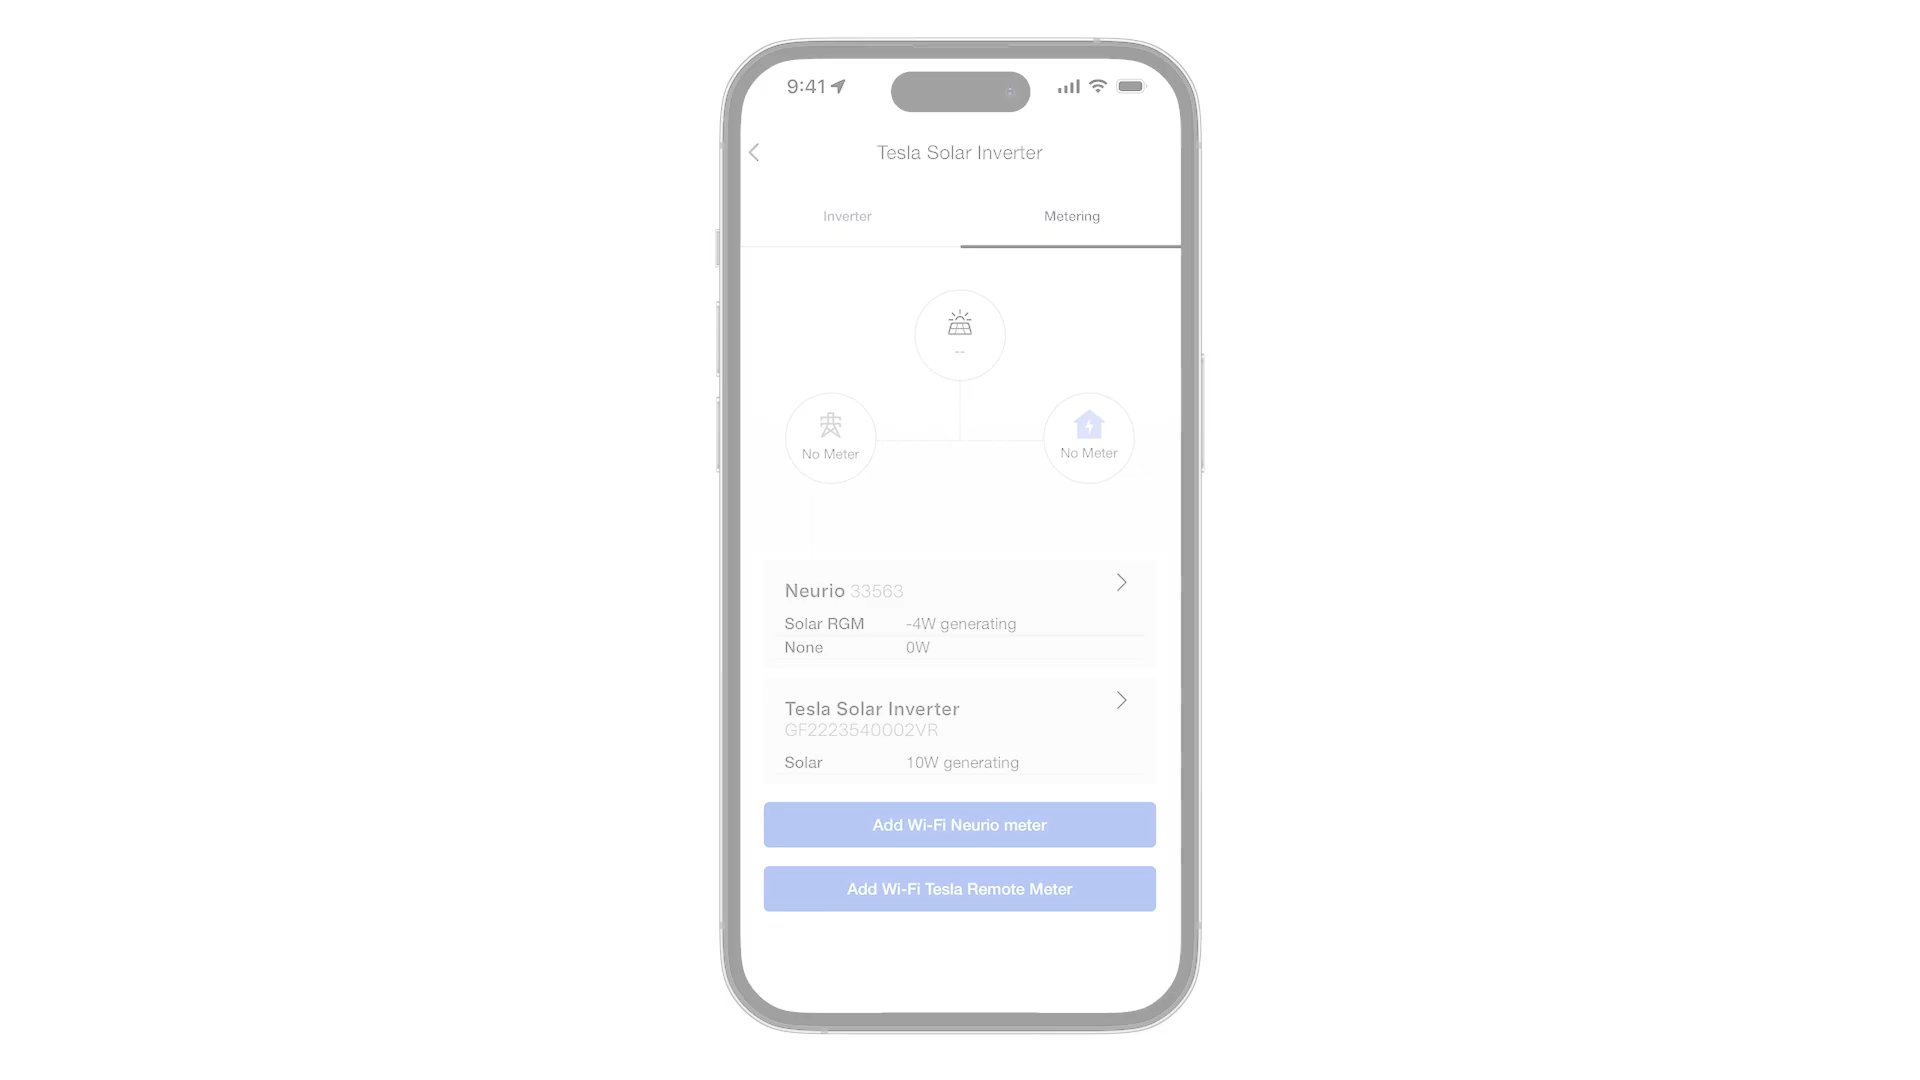 9:41
Tesla Solar Inverter
Inverter
Metering
--
No Meter
No Meter
Neurio 33563
Solar RGM -4W generating
None 0W
Tesla Solar Inverter
GF2223540002VR
Solar 10W generating
Add Wi-Fi Neurio meter
Add Wi-Fi Tesla Remote Meter